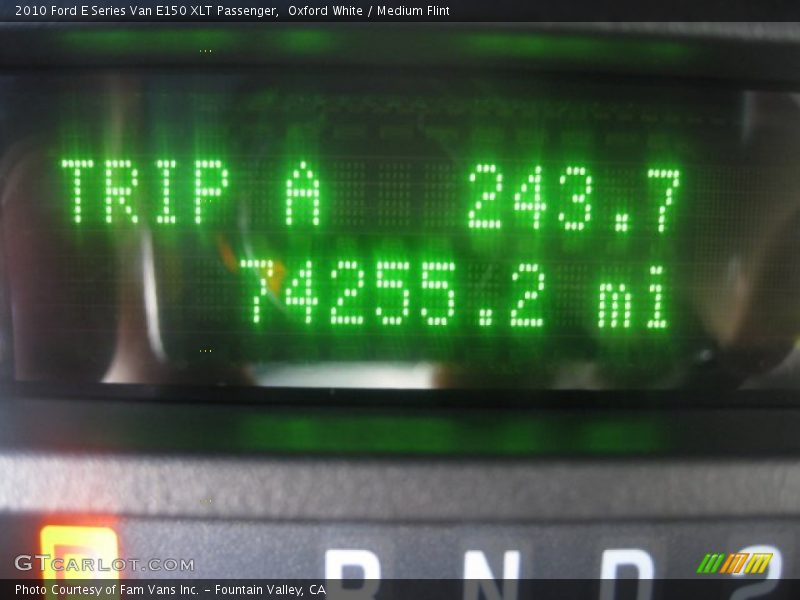 2010 Ford E Series Van E150 XLT Passenger,  Oxford White / Medium Flint
TRIP A 243.7
74255.2 mi
P R N D 2
GTCARLOT.COM
Photo Courtesy of Fam Vans Inc. - Fountain Valley, CA